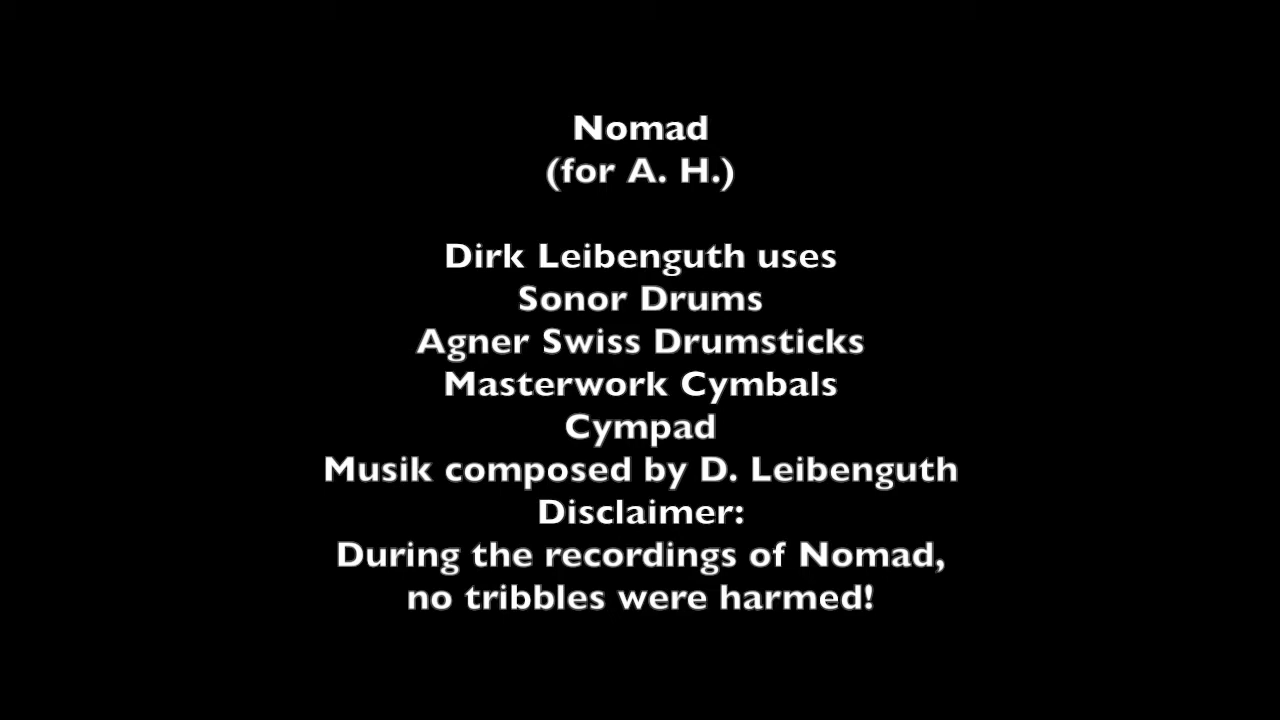 Nomad
(for A. H.)
Dirk Leibenguth uses
Sonor Drums
Agner Swiss Drumsticks
Masterwork Cymbals
Cympad
Musik composed by D. Leibenguth
Disclaimer:
During the recordings of Nomad,
no tribbles were harmed!